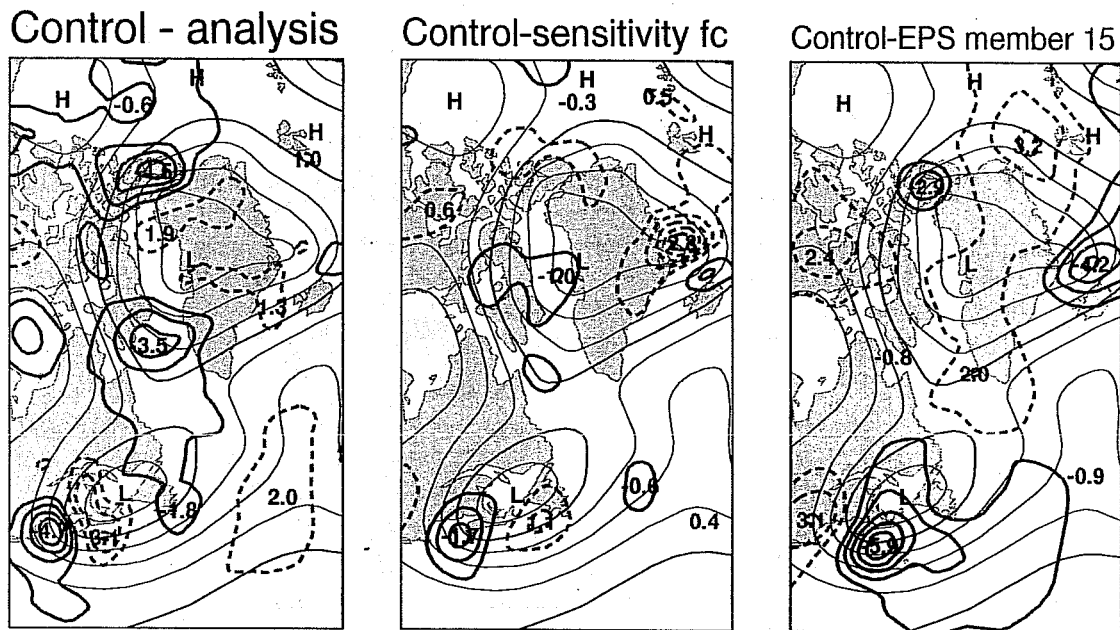 Control - analysis
Control-sensitivity fc
Control-EPS member 15
H
H
-0.6
H
1.0
1.9
L
1.3
3.5
L
-1.8
2.0
H
H
-0.3
0.5
H
0.6
L
L
-0.6
0.4
H
H
H
3.2
2.4
L
-0.8
2.0
-0.9
L
3.1